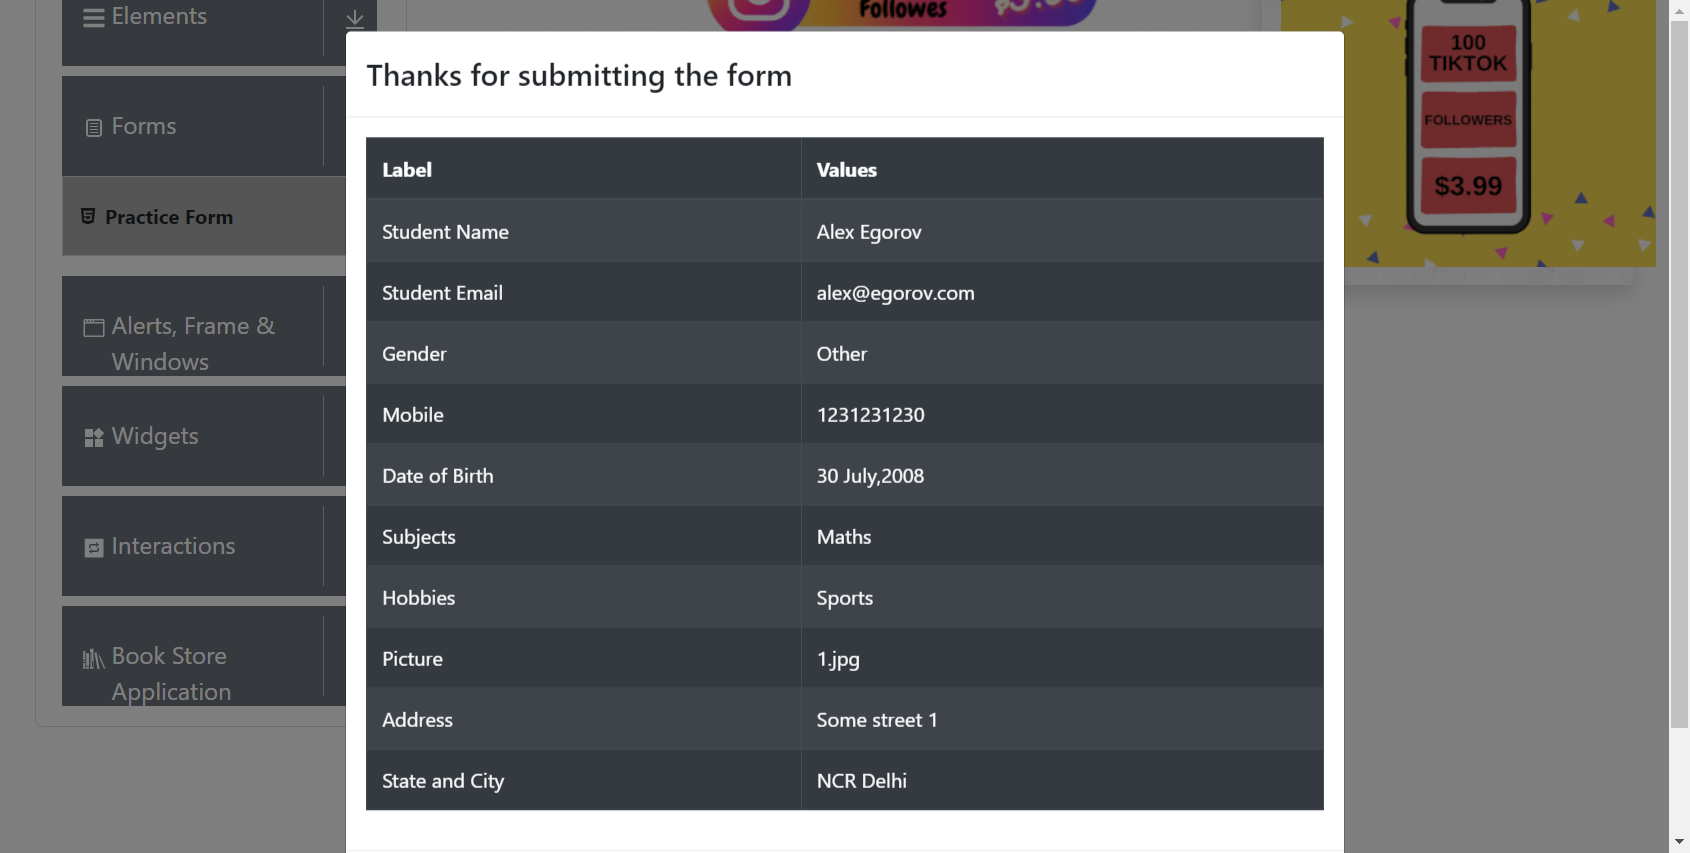 Elements
Followes
100
TIKTOK
FOLLOWERS
$3.99
Forms
Practice Form
Alerts, Frame &
Windows
Widgets
Interactions
Book Store
Application
Thanks for submitting the form
Label Values
Student Name Alex Egorov
Student Email alex@egorov.com
Gender Other
Mobile 1231231230
Date of Birth 30 July,2008
Subjects Maths
Hobbies Sports
Picture 1.jpg
Address Some street 1
State and City NCR Delhi